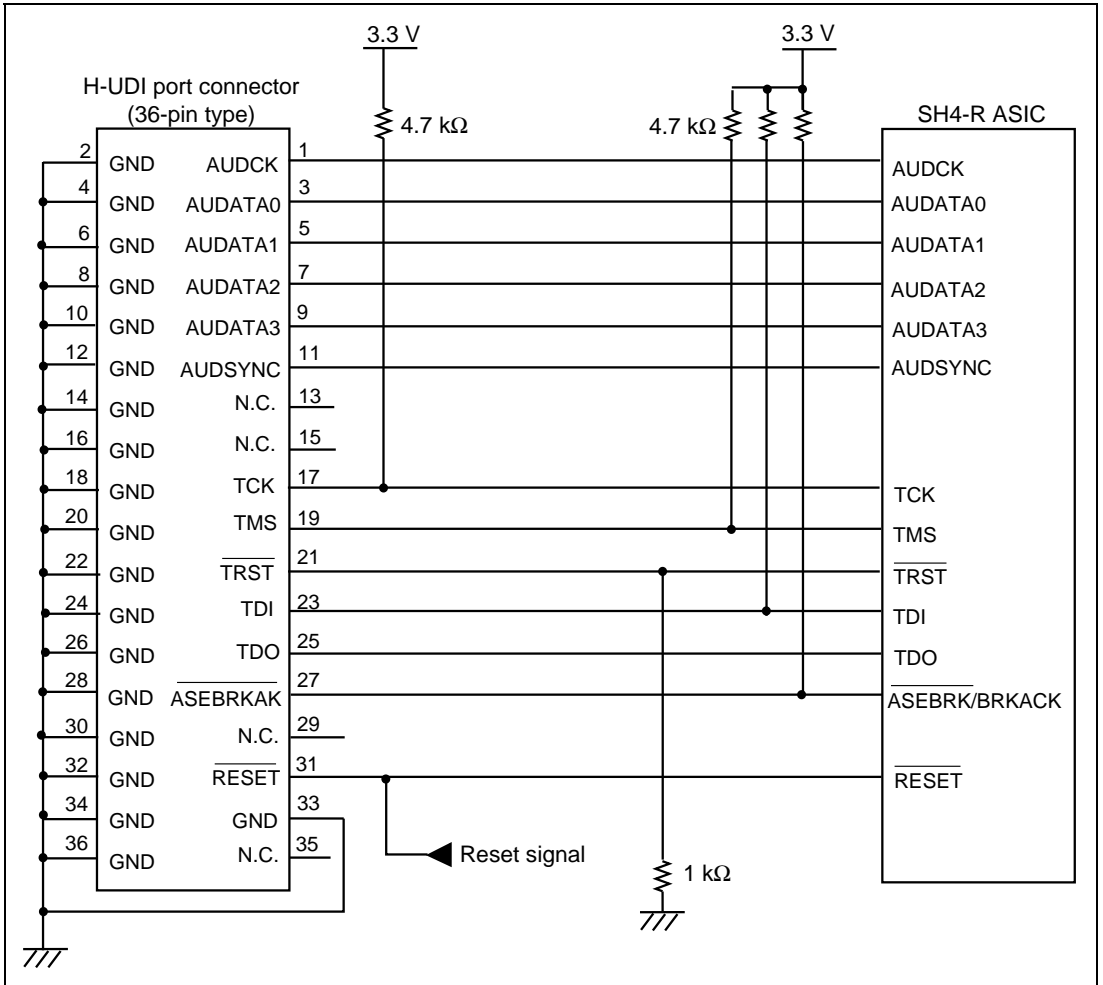 3.3 V
3.3 V
H-UDI port connector
(36-pin type)
4.7 kΩ
4.7 kΩ
SH4-R ASIC
2 GND AUDCK 1 AUDCK
4 GND AUDATA0 3 AUDATA0
6 GND AUDATA1 5 AUDATA1
8 GND AUDATA2 7 AUDATA2
10 GND AUDATA3 9 AUDATA3
12 GND AUDSYNC 11 AUDSYNC
14 GND N.C. 13
16 GND N.C. 15
18 GND TCK 17 TCK
20 GND TMS 19 TMS
22 GND TRST 21 TRST
24 GND TDI 23 TDI
26 GND TDO 25 TDO
28 GND ASEBRKAK 27 ASEBRK/BRKACK
30 GND N.C. 29
32 GND RESET 31 RESET
34 GND GND 33
36 GND N.C. 35
Reset signal
1 kΩ